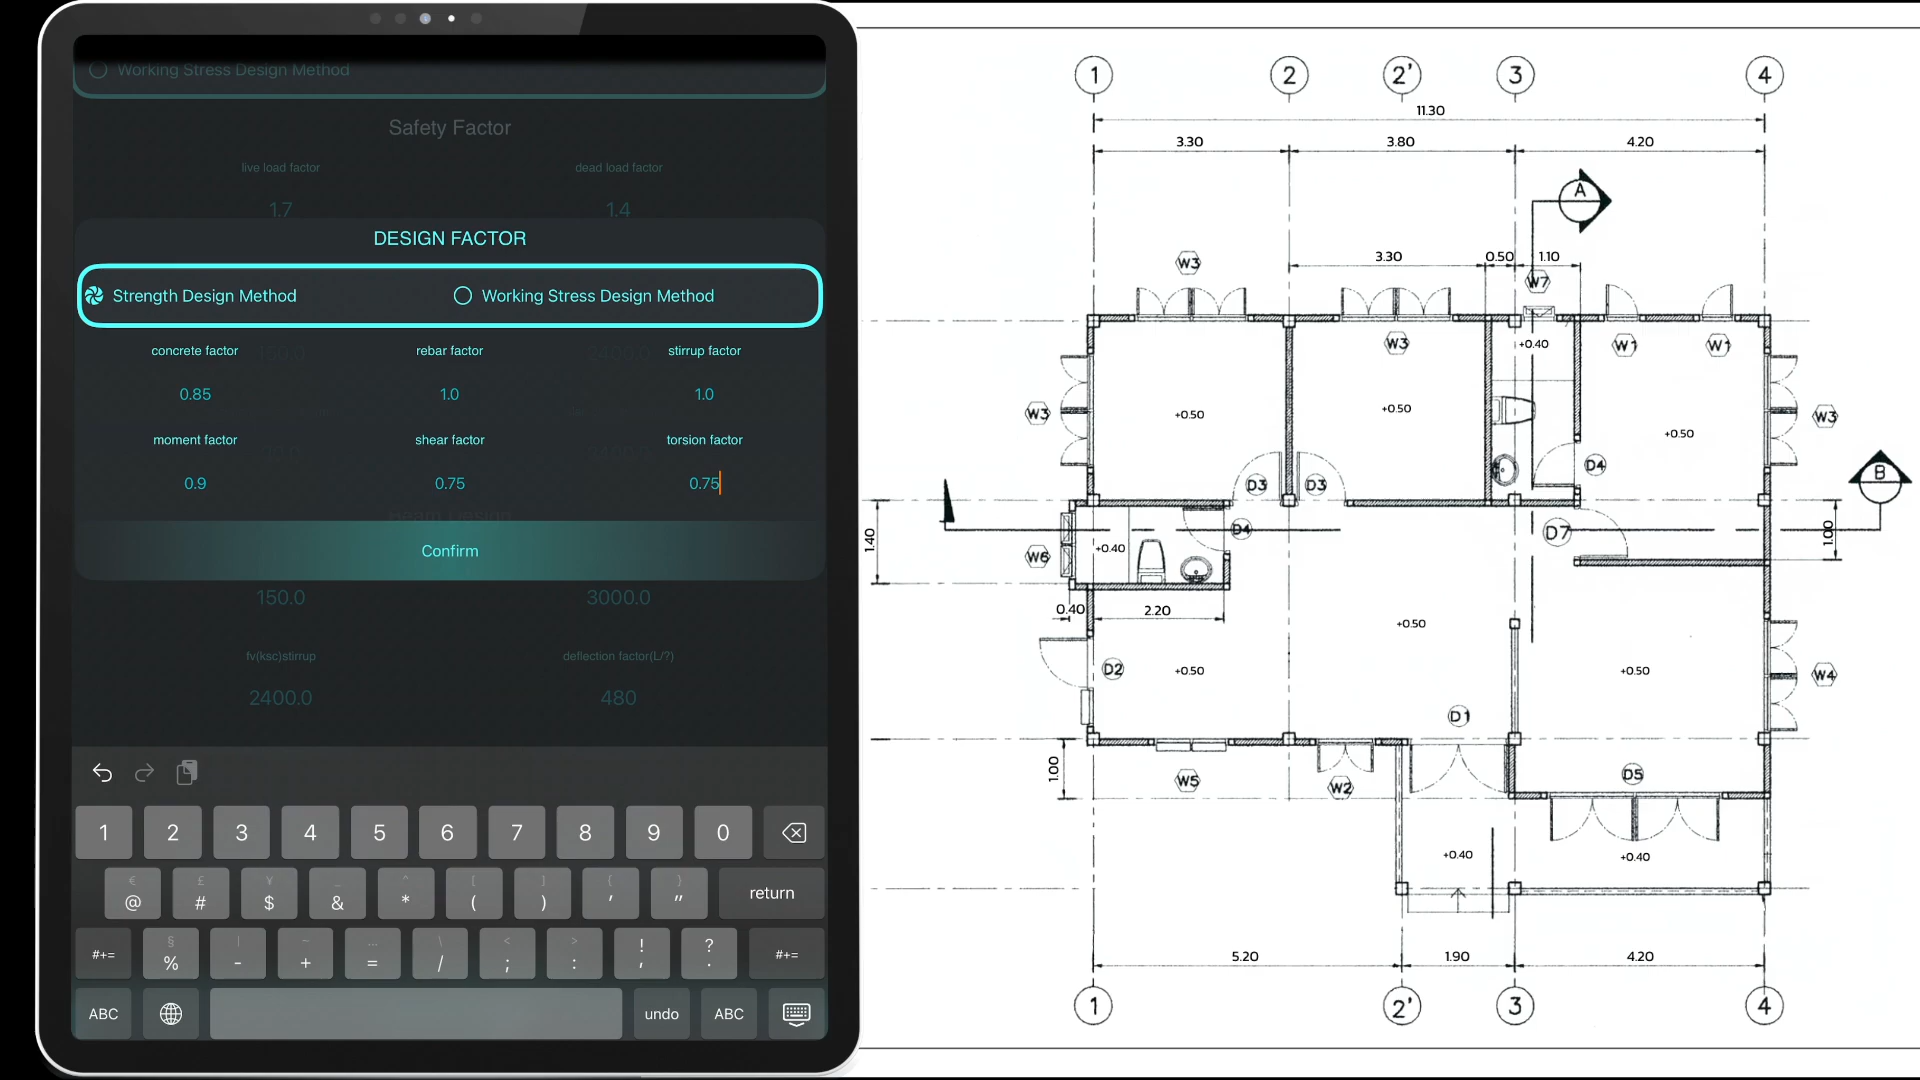 Working Stress Design Method
Safety Factor
live load factor
dead load factor
1.7
1.4
DESIGN FACTOR
Strength Design Method
Working Stress Design Method
concrete factor
rebar factor
stirrup factor
0.85
1.0
1.0
moment factor
shear factor
torsion factor
0.9
0.75
0.75
Beam Design
Confirm
150.0
3000.0
fv(ksc)stirrup
deflection factor(L/?)
2400.0
480
1 2 3 4 5 6 7 8 9 0
€ £ ¥ _ ^ [ ] { }
@ # $ & * ( ) ' " return
§ | ~ … \ < > ! ?
#+= % - + = / ; : , . #+=
ABC undo ABC
1 2 2' 3 4
11.30
3.30 3.80 4.20
A
3.30 0.50 1.10
W3
W7
+0.40
W3
W1
W1
W3
+0.50
+0.50
+0.50
W3
D4
B
D3
D3
D4
D7
1.40
1.00
W6
+0.40
0.40
2.20
+0.50
D2
+0.50
+0.50
W4
D1
1.00
W5
W2
D5
+0.40
+0.40
5.20 1.90 4.20
1 2' 3 4